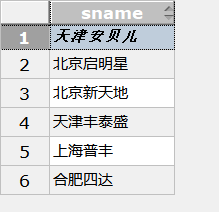 sname
1 天津安贝儿
2 北京启明星
3 北京新天地
4 天津丰泰盛
5 上海普丰
6 合肥四达